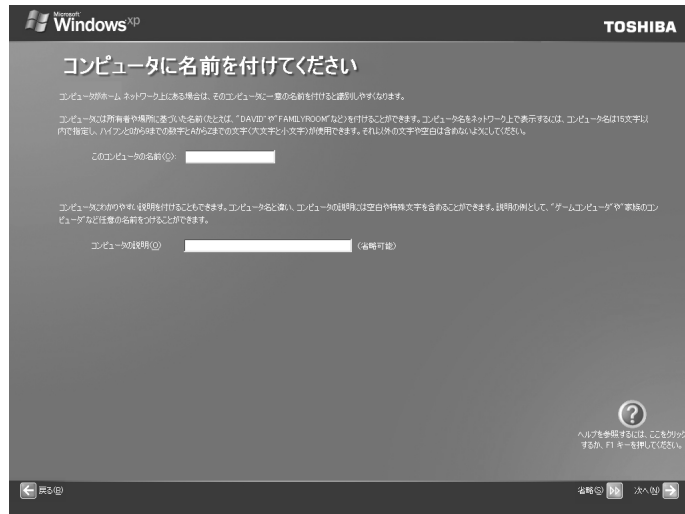 Microsoft
Windows xp
TOSHIBA
コンピュータに名前を付けてください
コンピュータがホーム ネットワーク上にある場合は、そのコンピュータに一意の名前を付けると識別しやすくなります。
コンピュータには所有者や場所に基づいた名前(たとえば、"DAVID" や "FAMILYROOM" など)を付けることができます。コンピュータ名をネットワーク上で表示するには、コンピュータ名は15文字以
内で指定し、ハイフンと0から9までの数字とAからZまでの文字(大文字と小文字)が使用できます。それ以外の文字や空白は含めないようにしてください。
このコンピュータの名前(C):
コンピュータにわかりやすい説明を付けることもできます。コンピュータ名と違い、コンピュータの説明には空白や特殊文字を含めることができます。説明の例として、"ゲームコンピュータ" や "家族のコン
ピュータ" など任意の名前をつけることができます。
コンピュータの説明(O)
(省略可能)
ヘルプを参照するには、ここをクリック
するか、F1 キーを押してください。
戻る(B)
省略(S)
次へ(N)